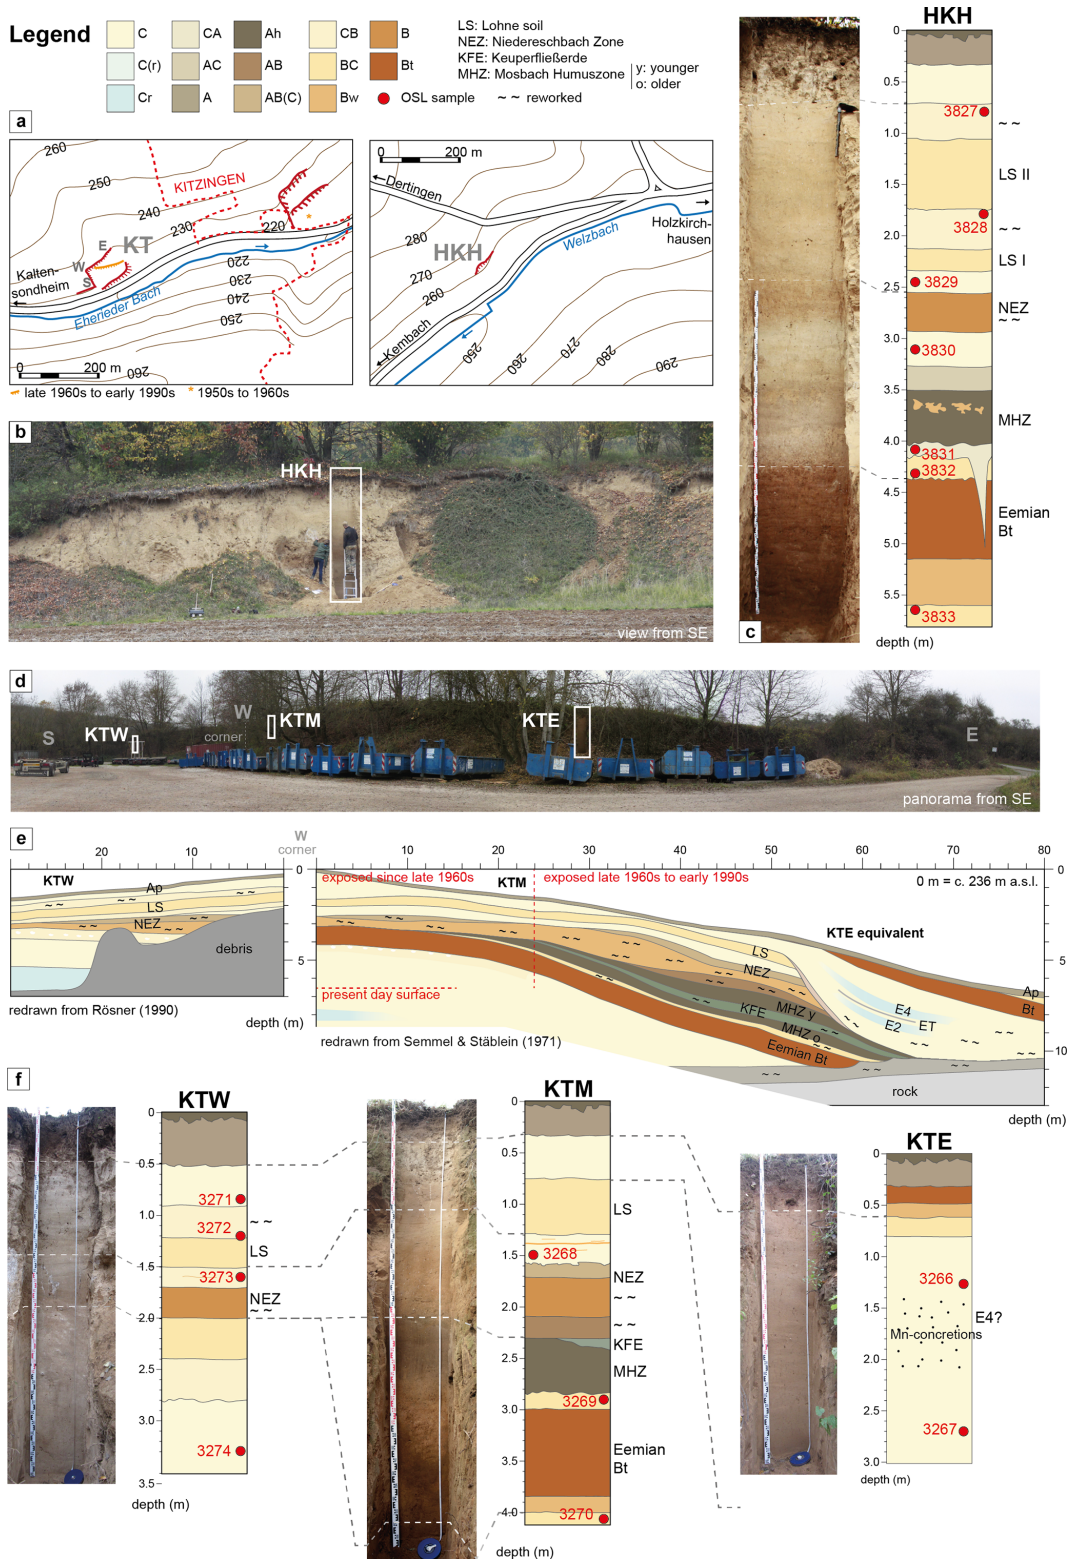 Legend
C
C(r)
Cr
CA
AC
A
Ah
AB
AB(C)
CB
BC
Bw
B
Bt
OSL sample
~ ~ reworked
LS: Lohne soil
NEZ: Niedereschbach Zone
KFE: Keuperfließerde
MHZ: Mosbach Humuszone
y: younger
o: older
a
260
250
240
230
220
KITZINGEN
KT
E
W
S
Kalten-
sondheim
Eherieder Bach
220
230
240
250
260
0 200 m
late 1960s to early 1990s
* 1950s to 1960s
0 200 m
Dertingen
280
HKH
270
260
Kembach
Welzbach
Holzkirch-
hausen
250
260
270
280
290
b
HKH
view from SE
c
HKH
0
0.5
1.0
1.5
2.0
2.5
3.0
3.5
4.0
4.5
5.0
5.5
depth (m)
3827
3828
3829
3830
3831
3832
3833
~ ~
LS II
~ ~
LS I
NEZ
~ ~
MHZ
Eemian
Bt
d
S
KTW
W
corner
KTM
KTE
E
panorama from SE
e
W
corner
20
10
0
KTW
Ap
LS
NEZ
debris
0
5
redrawn from Rösner (1990)
depth (m)
10 20 30 40 50 60 70 80
exposed since late 1960s
KTM
exposed late 1960s to early 1990s
0 m = c. 236 m a.s.l.
KTE equivalent
LS
NEZ
MHZ y
KFE
MHZ o
Eemian Bt
E4
ET
E2
Ap
Bt
rock
present day surface
redrawn from Semmel & Stäblein (1971)
0
5
10
depth (m)
f
KTW
0
0.5
1.0
1.5
2.0
2.5
3.0
3.5
depth (m)
3271
3272
3273
3274
~ ~
LS
NEZ
~ ~
KTM
0
0.5
1.0
1.5
2.0
2.5
3.0
3.5
4.0
depth (m)
3268
3269
3270
LS
NEZ
~ ~
~ ~
KFE
MHZ
Eemian
Bt
KTE
0
0.5
1.0
1.5
2.0
2.5
3.0
depth (m)
3266
E4?
Mn-concretions
3267